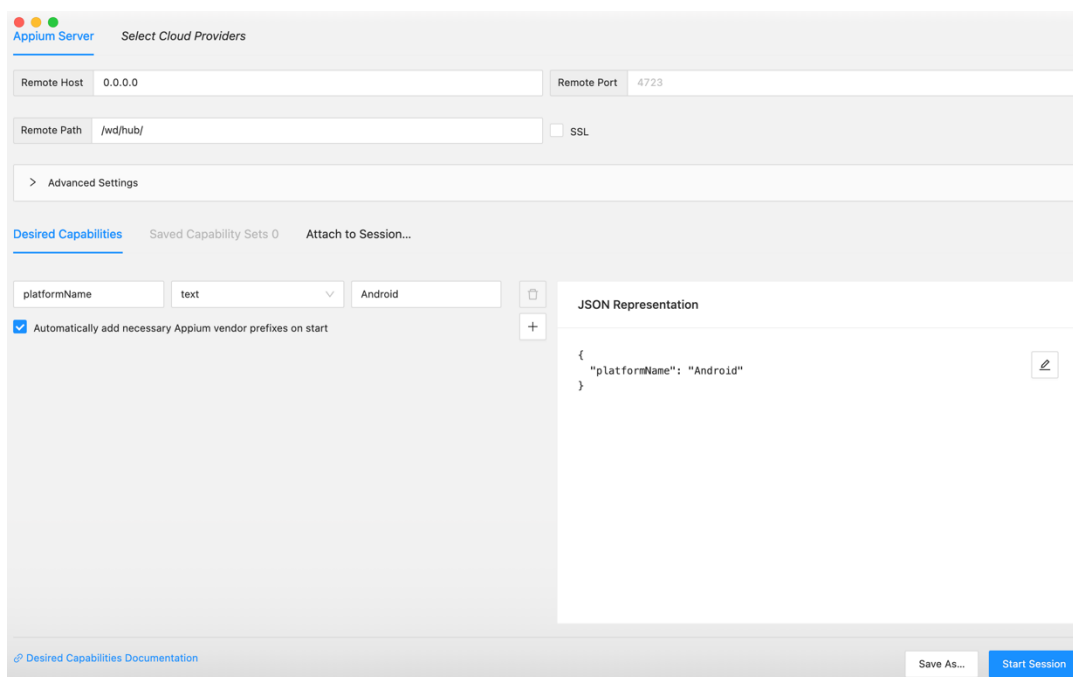 Appium Server Select Cloud Providers
Remote Host 0.0.0.0 Remote Port 4723
Remote Path /wd/hub/ SSL
Advanced Settings
Desired Capabilities Saved Capability Sets 0 Attach to Session...
platformName text Android
Automatically add necessary Appium vendor prefixes on start
JSON Representation
{
"platformName": "Android"
}
Desired Capabilities Documentation
Save As... Start Session